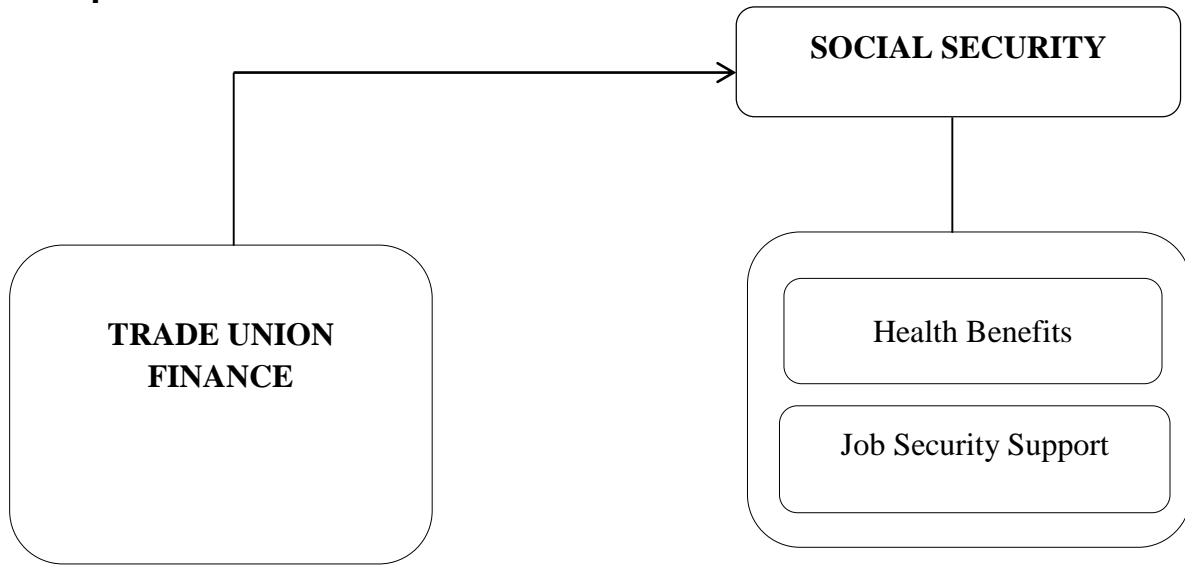 SOCIAL SECURITY
TRADE UNION
FINANCE
Health Benefits
Job Security Support